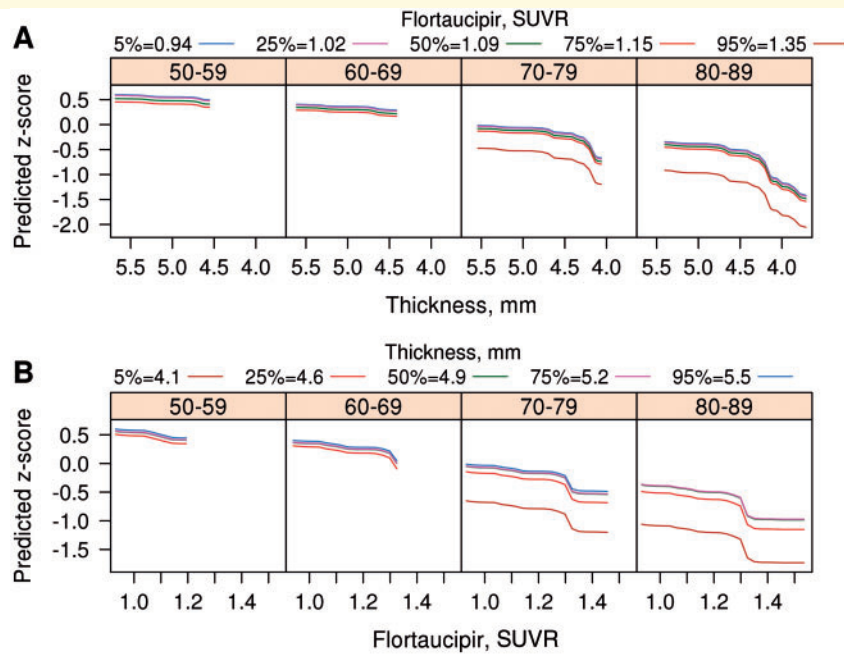 A
Flortaucipir, SUVR
5%=0.94 25%=1.02 50%=1.09 75%=1.15 95%=1.35
50-59 60-69 70-79 80-89
Predicted z-score
0.5
0.0
-0.5
-1.0
-1.5
-2.0
5.5 5.0 4.5 4.0 5.5 5.0 4.5 4.0 5.5 5.0 4.5 4.0 5.5 5.0 4.5 4.0
Thickness, mm
B
Thickness, mm
5%=4.1 25%=4.6 50%=4.9 75%=5.2 95%=5.5
50-59 60-69 70-79 80-89
Predicted z-score
0.5
0.0
-0.5
-1.0
-1.5
1.0 1.2 1.4 1.0 1.2 1.4 1.0 1.2 1.4 1.0 1.2 1.4
Flortaucipir, SUVR